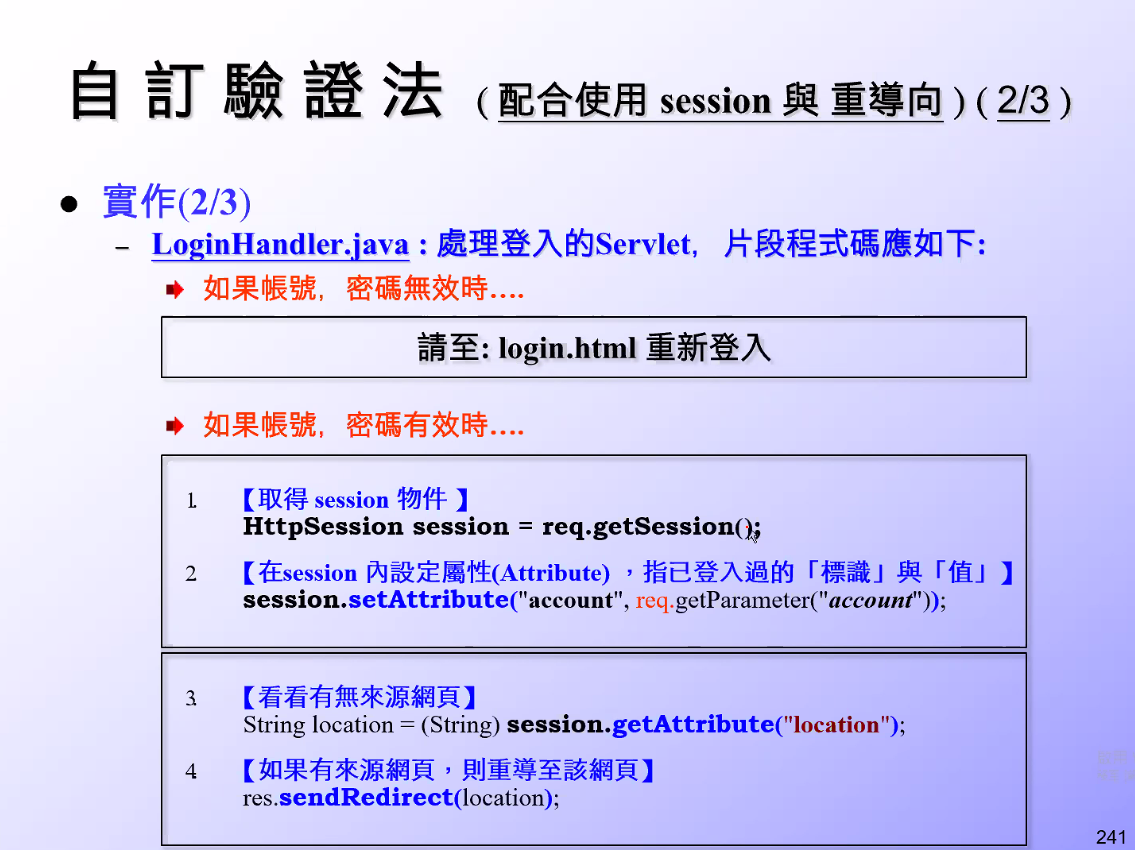 自 訂 驗 證 法 ( 配合使用 session 與 重導向 ) ( 2/3 )
● 實作(2/3)
– LoginHandler.java : 處理登入的Servlet, 片段程式碼應如下:
如果帳號, 密碼無效時….
請至: login.html 重新登入
如果帳號, 密碼有效時….
1. 【取得 session 物件 】
HttpSession session = req.getSession();
2 【在session 內設定屬性(Attribute) ，指已登入過的「標識」與「值」】
session.setAttribute("account", req.getParameter("account"));
3. 【看看有無來源網頁】
String location = (String) session.getAttribute("location");
4. 【如果有來源網頁，則重導至該網頁】
res.sendRedirect(location);
241